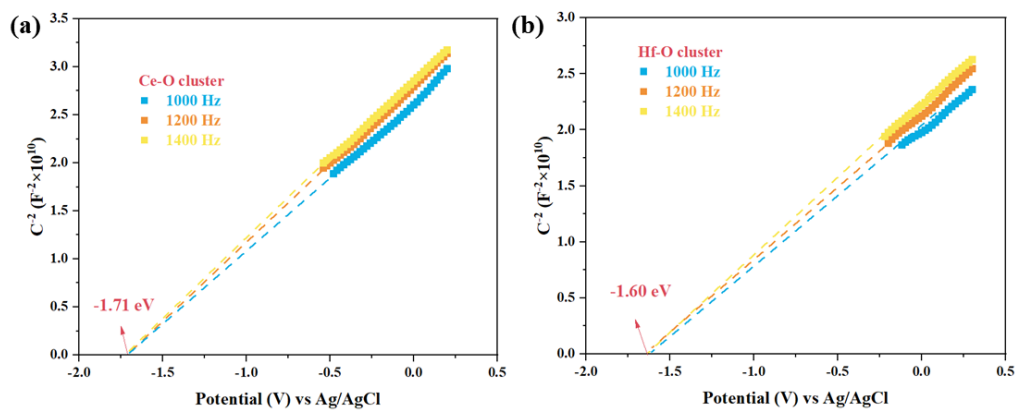 (a)
Ce-O cluster
1000 Hz
1200 Hz
1400 Hz
-1.71 eV
C⁻² (F⁻²×10¹⁰)
3.5
3.0
2.5
2.0
1.5
1.0
0.5
0.0
-2.0 -1.5 -1.0 -0.5 0.0 0.5
Potential (V) vs Ag/AgCl
(b)
Hf-O cluster
1000 Hz
1200 Hz
1400 Hz
-1.60 eV
C⁻² (F⁻²×10¹⁰)
3.0
2.5
2.0
1.5
1.0
0.5
0.0
-2.0 -1.5 -1.0 -0.5 0.0 0.5
Potential (V) vs Ag/AgCl